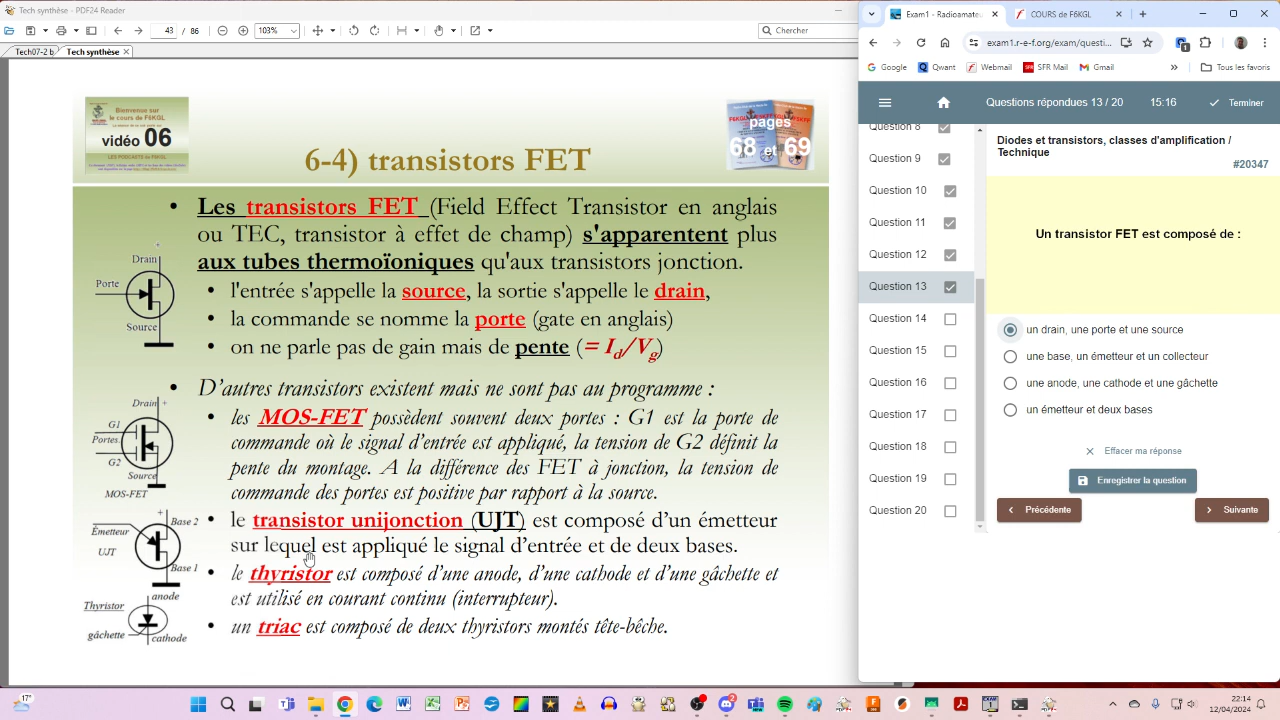 Tech synthèse - PDF24 Reader
43 / 86
103%
Chercher
Tech07-2 b
Tech synthèse
Bienvenue sur
le cours de F6KGL
vidéo 06
LES PODCASTS de F6KGL
6-4) transistors FET
pages
68 et 69
• Les transistors FET (Field Effect Transistor en anglais
ou TEC, transistor à effet de champ) s'apparentent plus
aux tubes thermoïoniques qu'aux transistors jonction.
• l'entrée s'appelle la source, la sortie s'appelle le drain,
• la commande se nomme la porte (gate en anglais)
• on ne parle pas de gain mais de pente (= Id/Vg)
+
Drain
Porte
Source
• D'autres transistors existent mais ne sont pas au programme :
• les MOS-FET possèdent souvent deux portes : G1 est la porte de
commande où le signal d'entrée est appliqué, la tension de G2 définit la
pente du montage. A la différence des FET à jonction, la tension de
commande des portes est positive par rapport à la source.
• le transistor unijonction (UJT) est composé d'un émetteur
sur lequel est appliqué le signal d'entrée et de deux bases.
• le thyristor est composé d'une anode, d'une cathode et d'une gâchette et
est utilisé en courant continu (interrupteur).
• un triac est composé de deux thyristors montés tête-bêche.
Drain +
G1
Portes
G2
Source
MOS-FET
+ Base 2
Émetteur
UJT
Base 1
anode
Thyristor
gâchette
cathode
Exam1 - Radioamateu
COURS de F6KGL
exam1.r-e-f.org/exam/questi...
1
Google
Qwant
Webmail
SFR SFR Mail
Gmail
Tous les favoris
Questions répondues 13 / 20
15:16
Terminer
Question 8
Question 9
Question 10
Question 11
Question 12
Question 13
Question 14
Question 15
Question 16
Question 17
Question 18
Question 19
Question 20
Diodes et transistors, classes d'amplification /
Technique
#20347
Un transistor FET est composé de :
un drain, une porte et une source
une base, un émetteur et un collecteur
une anode, une cathode et une gâchette
un émetteur et deux bases
Effacer ma réponse
Enregistrer la question
Précédente
Suivante
17°
22:14
12/04/2024